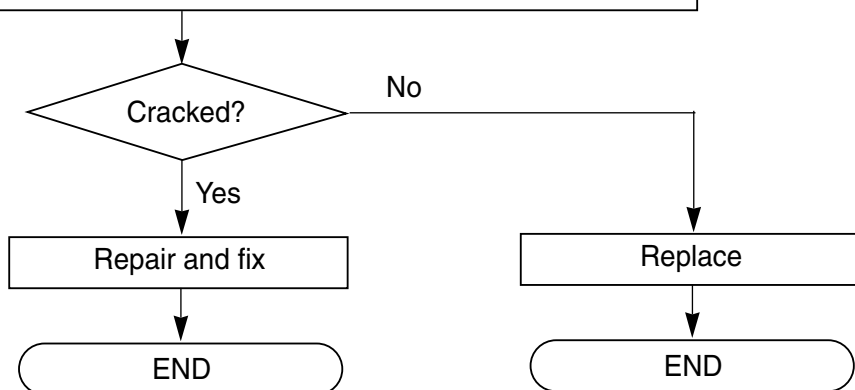 Cracked?
No
Yes
Repair and fix
Replace
END
END